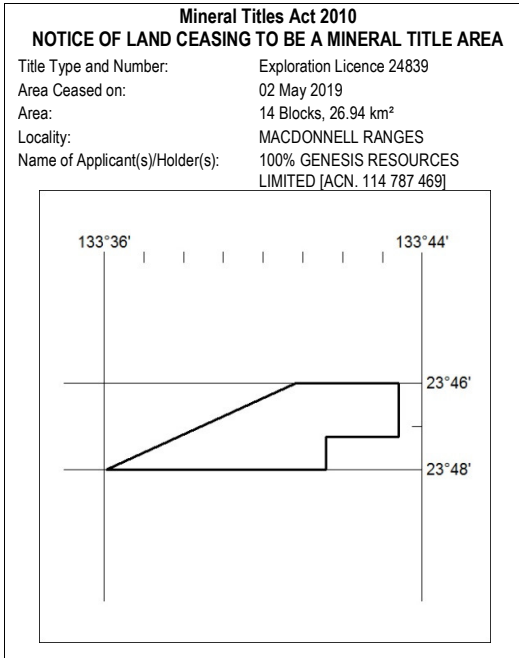 Mineral Titles Act 2010
NOTICE OF LAND CEASING TO BE A MINERAL TITLE AREA
Title Type and Number: Exploration Licence 24839
Area Ceased on: 02 May 2019
Area: 14 Blocks, 26.94 km²
Locality: MACDONNELL RANGES
Name of Applicant(s)/Holder(s): 100% GENESIS RESOURCES
LIMITED [ACN. 114 787 469]
133°36' 133°44'
23°46'
23°48'